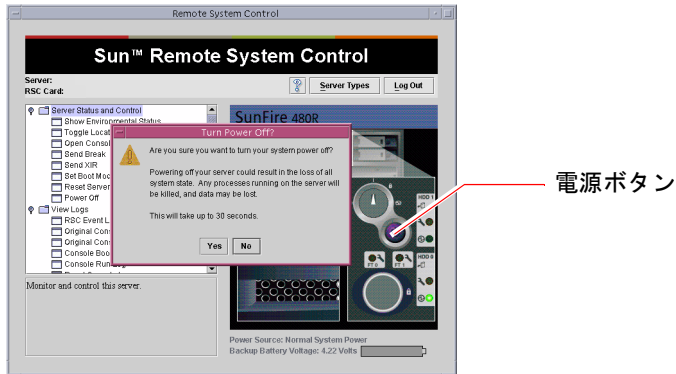 Remote System Control
Sun™ Remote System Control
Server:
RSC Card:
Server Types
Log Out
Server Status and Control
Show Environmental Status
Toggle Locat
Open Consol
Send Break
Send XIR
Set Boot Mod
Reset Server
Power Off
View Logs
RSC Event L
Original Cons
Original Cons
Console Boo
Console Run Log
Monitor and control this server.
SunFire 480R
Turn Power Off?
Are you sure you want to turn your system power off?
Powering off your server could result in the loss of all
system state. Any processes running on the server will
be killed, and data may be lost.
This will take up to 30 seconds.
Yes
No
HDD 1
HDD 0
FT 0
FT 1
電源ボタン
Power Source: Normal System Power
Backup Battery Voltage: 4.22 Volts